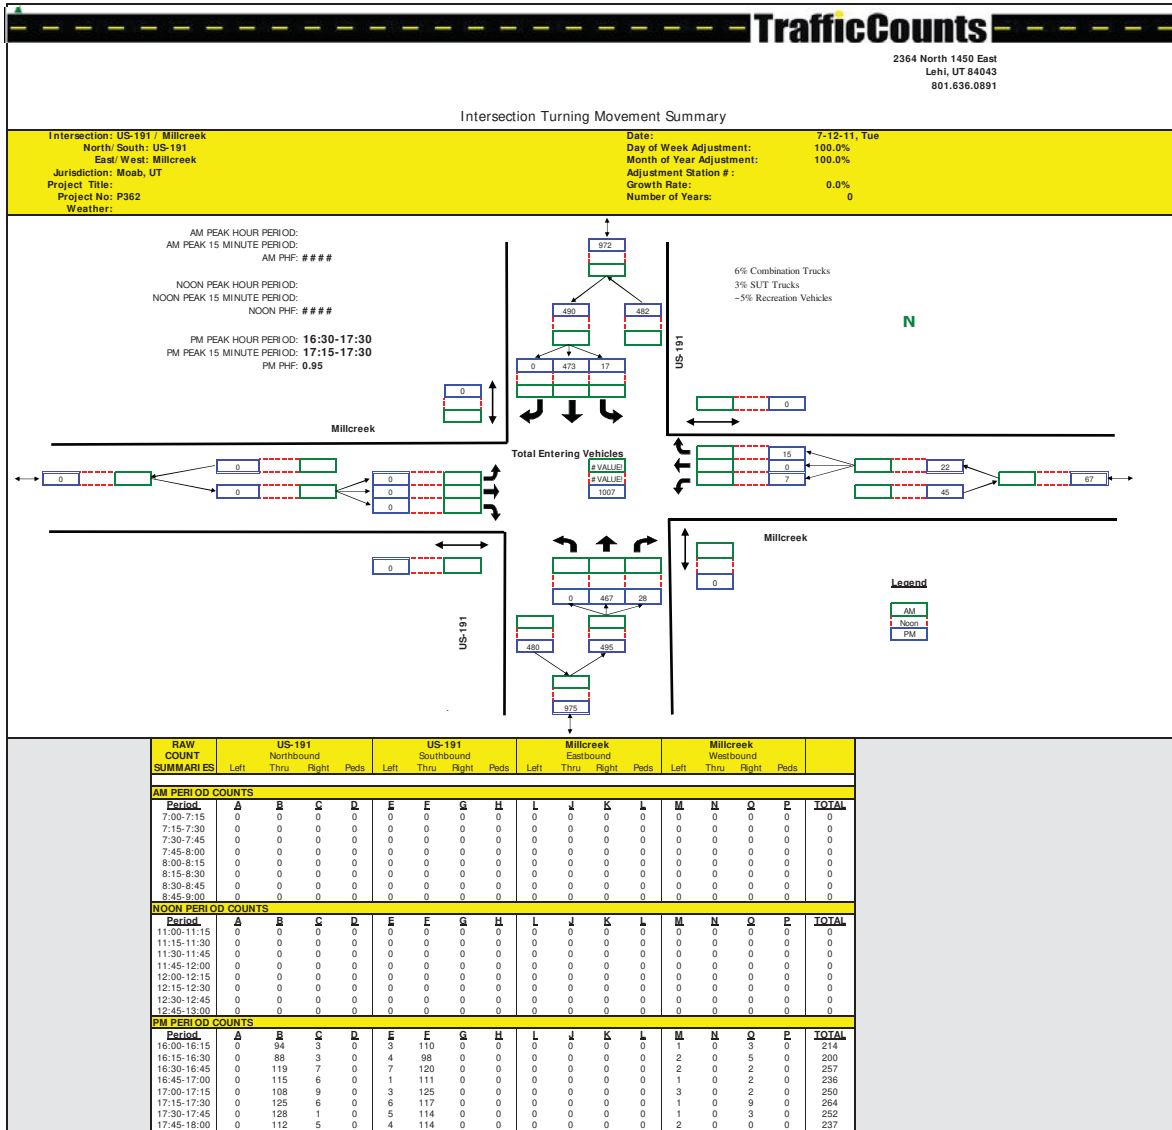 TrafficCounts
2364 North 1450 East
Lehi, UT 84043
801.636.0891
Intersection Turning Movement Summary
Intersection: US-191 / Millcreek
North/South: US-191
East/West: Millcreek
Jurisdiction: Moab, UT
Project Title:
Project No: P362
Weather:
Date: 7-12-11, Tue
Day of Week Adjustment: 100.0%
Month of Year Adjustment: 100.0%
Adjustment Station #:
Growth Rate: 0.0%
Number of Years: 0
AM PEAK HOUR PERIOD:
AM PEAK 15 MINUTE PERIOD:
AM PHF: ####
NOON PEAK HOUR PERIOD:
NOON PEAK 15 MINUTE PERIOD:
NOON PHF: ####
PM PEAK HOUR PERIOD: 16:30-17:30
PM PEAK 15 MINUTE PERIOD: 17:15-17:30
PM PHF: 0.95
972
490 482
0 473 17
6% Combination Trucks
3% SUT Trucks
~5% Recreation Vehicles
N
US-191
0
0
Millcreek
Total Entering Vehicles
#VALUE!
#VALUE!
1007
0
0
0
0
0
0
15
0
7
22
45
67
0
Millcreek
0
0 467 28
480 495
975
US-191
Legend
AM
Noon
PM
RAW US-191 US-191 Millcreek Millcreek
COUNT Northbound Southbound Eastbound Westbound
SUMMARIES Left Thru Right Peds Left Thru Right Peds Left Thru Right Peds Left Thru Right Peds
AM PERIOD COUNTS
Period A B C D E F G H I J K L M N O P TOTAL
7:00-7:15 0 0 0 0 0 0 0 0 0 0 0 0 0 0 0 0 0
7:15-7:30 0 0 0 0 0 0 0 0 0 0 0 0 0 0 0 0 0
7:30-7:45 0 0 0 0 0 0 0 0 0 0 0 0 0 0 0 0 0
7:45-8:00 0 0 0 0 0 0 0 0 0 0 0 0 0 0 0 0 0
8:00-8:15 0 0 0 0 0 0 0 0 0 0 0 0 0 0 0 0 0
8:15-8:30 0 0 0 0 0 0 0 0 0 0 0 0 0 0 0 0 0
8:30-8:45 0 0 0 0 0 0 0 0 0 0 0 0 0 0 0 0 0
8:45-9:00 0 0 0 0 0 0 0 0 0 0 0 0 0 0 0 0 0
NOON PERIOD COUNTS
Period A B C D E F G H I J K L M N O P TOTAL
11:00-11:15 0 0 0 0 0 0 0 0 0 0 0 0 0 0 0 0 0
11:15-11:30 0 0 0 0 0 0 0 0 0 0 0 0 0 0 0 0 0
11:30-11:45 0 0 0 0 0 0 0 0 0 0 0 0 0 0 0 0 0
11:45-12:00 0 0 0 0 0 0 0 0 0 0 0 0 0 0 0 0 0
12:00-12:15 0 0 0 0 0 0 0 0 0 0 0 0 0 0 0 0 0
12:15-12:30 0 0 0 0 0 0 0 0 0 0 0 0 0 0 0 0 0
12:30-12:45 0 0 0 0 0 0 0 0 0 0 0 0 0 0 0 0 0
12:45-13:00 0 0 0 0 0 0 0 0 0 0 0 0 0 0 0 0 0
PM PERIOD COUNTS
Period A B C D E F G H I J K L M N O P TOTAL
16:00-16:15 0 94 3 0 3 110 0 0 0 0 0 0 1 0 3 0 214
16:15-16:30 0 88 3 0 4 98 0 0 0 0 0 0 2 0 5 0 200
16:30-16:45 0 119 7 0 7 120 0 0 0 0 0 0 2 0 2 0 257
16:45-17:00 0 115 6 0 1 111 0 0 0 0 0 0 1 0 2 0 236
17:00-17:15 0 108 9 0 3 125 0 0 0 0 0 0 3 0 2 0 250
17:15-17:30 0 125 6 0 6 117 0 0 0 0 0 0 1 0 9 0 264
17:30-17:45 0 128 1 0 5 114 0 0 0 0 0 0 1 0 3 0 252
17:45-18:00 0 112 5 0 4 114 0 0 0 0 0 0 2 0 0 0 237